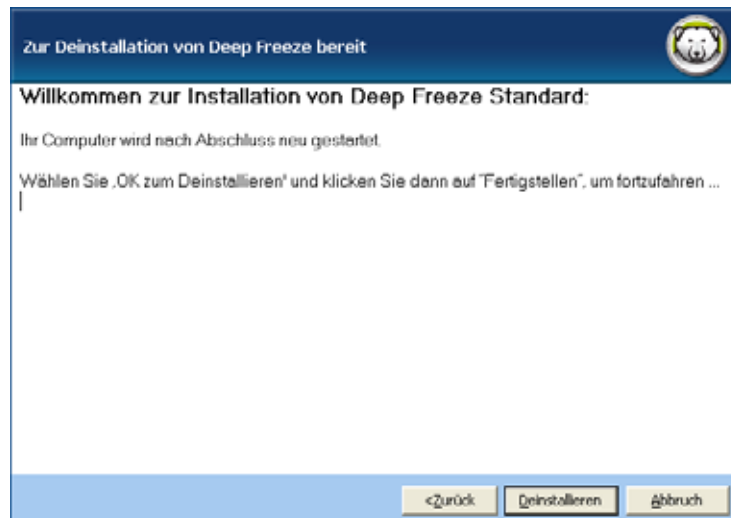 Zur Deinstallation von Deep Freeze bereit
Willkommen zur Installation von Deep Freeze Standard:
Ihr Computer wird nach Abschluss neu gestartet.
Wählen Sie ‚OK zum Deinstallieren' und klicken Sie dann auf "Fertigstellen", um fortzufahren ...
<Zurück
Deinstallieren
Abbruch